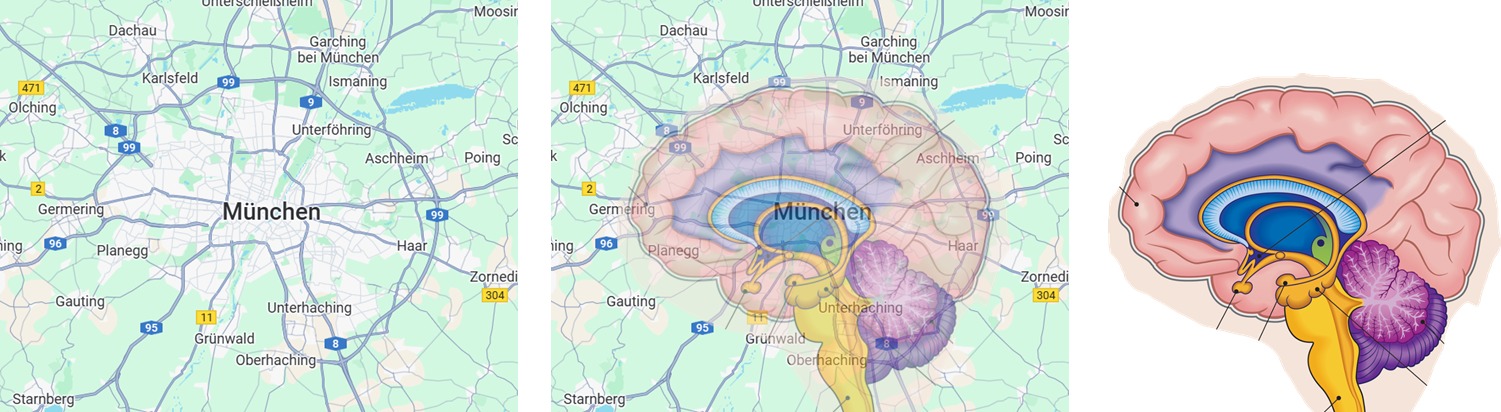 Unterschleißheim
Moosin
Dachau
Garching
bei München
Karlsfeld
99
Ismaning
471
9
Olching
8
Unterföhring
99
Sc
k
Aschheim
Poing
2
Germering
München
99
ning
96
Planegg
Haar
Zornedi
Gauting
304
Unterhaching
11
95
Grünwald
8
Oberhaching
Starnberg
Unterschleißheim
Moosin
Dachau
Garching
bei München
Karlsfeld
99
Ismaning
471
9
Olching
8
Unterföhring
99
Sc
k
Aschheim
Poing
2
Germering
München
99
ing
96
Planegg
Haar
Zornedi
Gauting
304
Unterhaching
11
95
Grünwald
8
Oberhaching
Starnberg